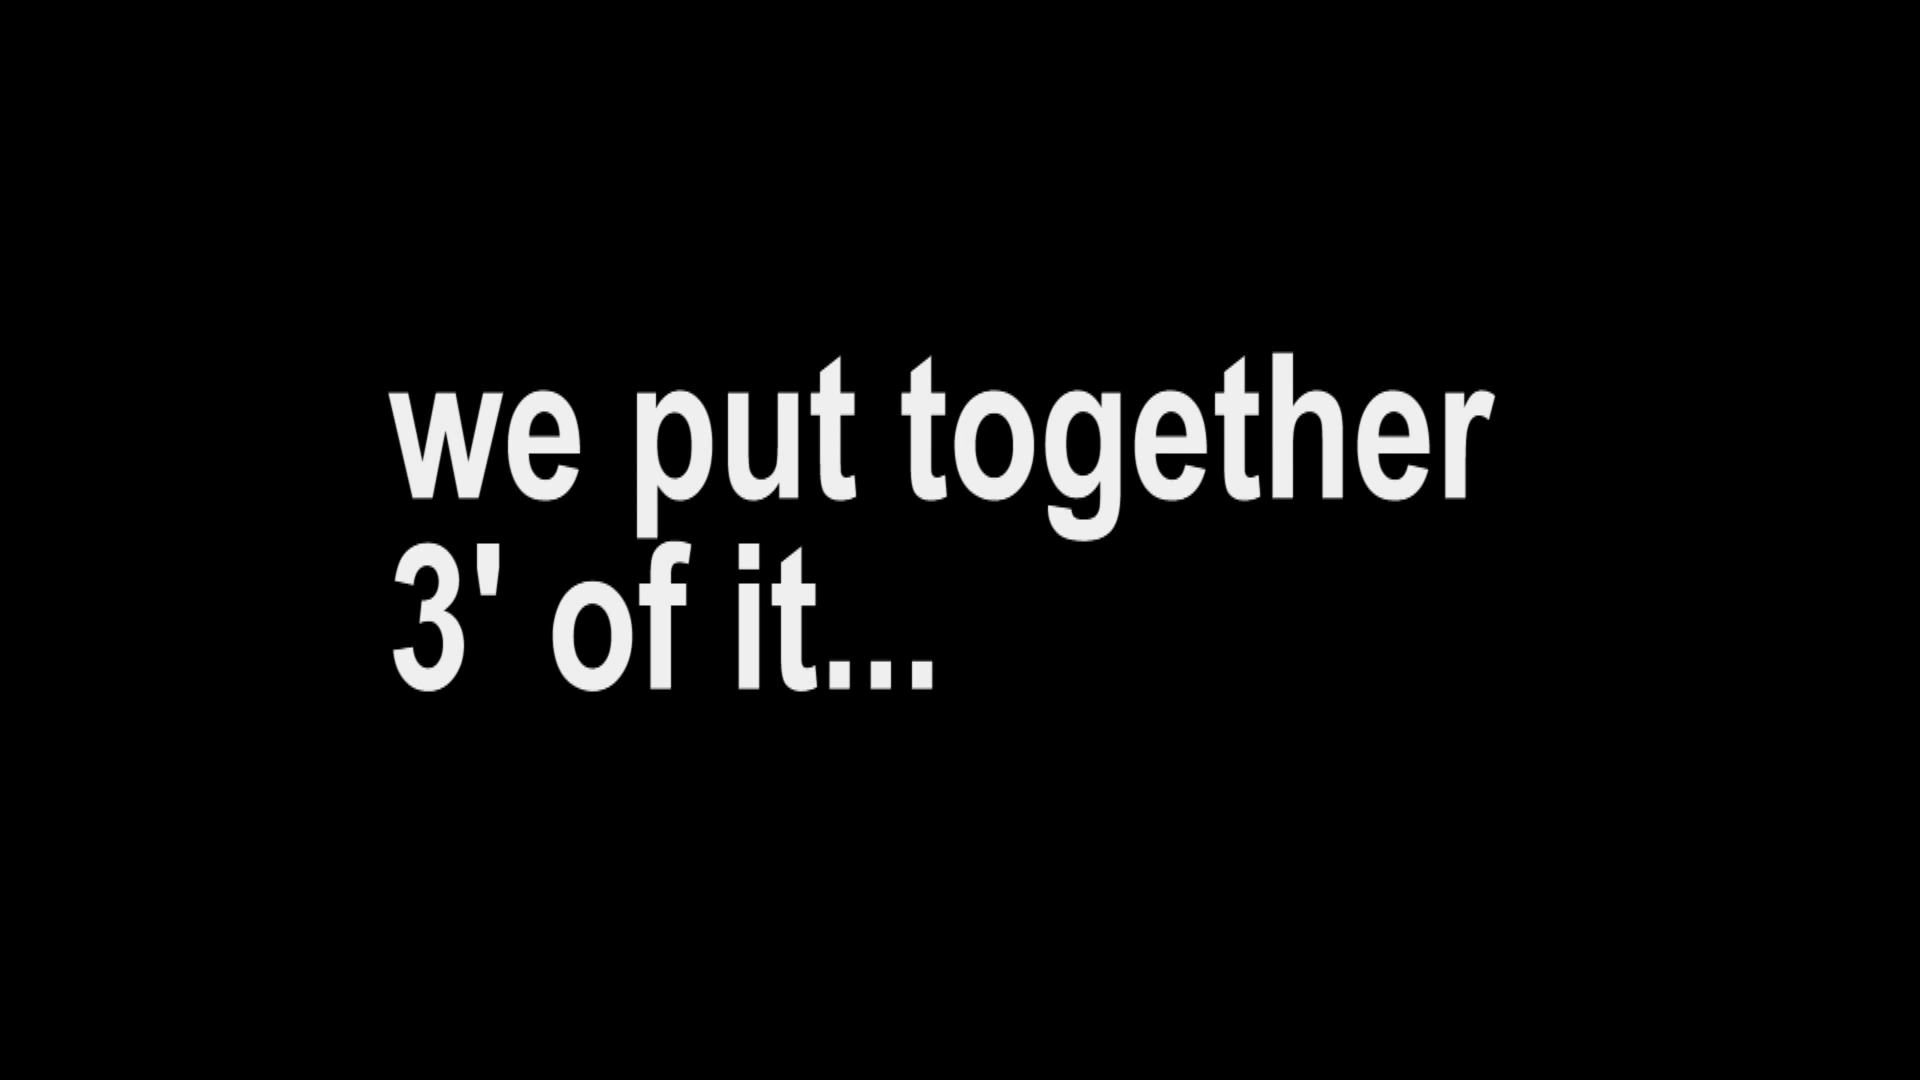 we put together
3' of it...